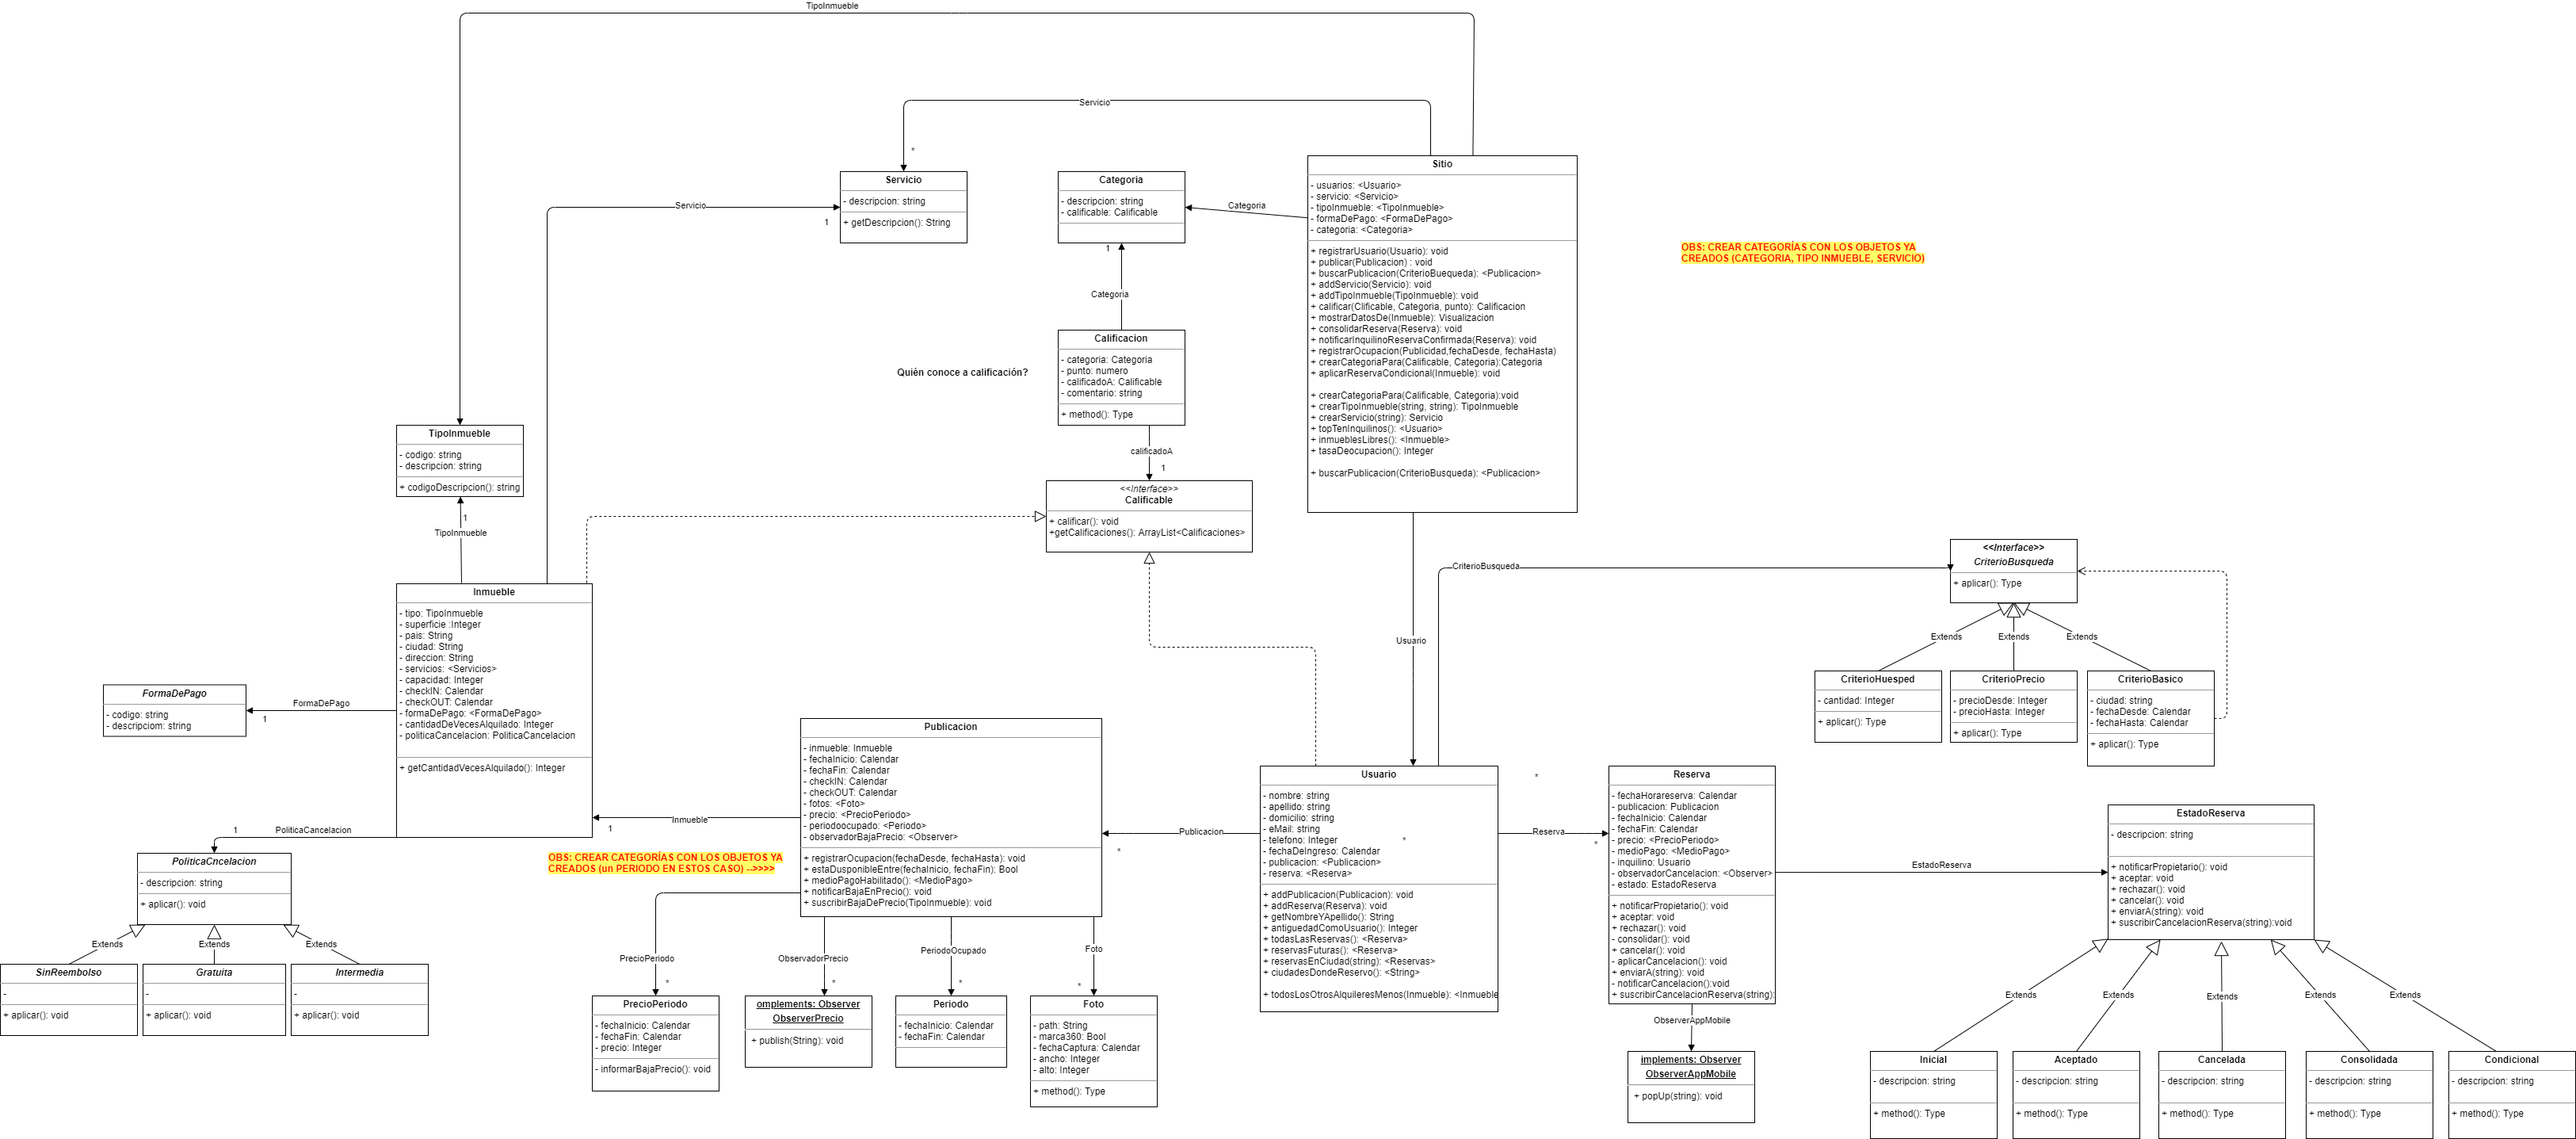 TipoInmueble
Servicio
*
Servicio
- descripcion: string
+ getDescripcion(): String
Servicio
1
Categoria
- descripcion: string
- calificable: Calificable
Categoria
1
Categoria
Sitio
- usuarios: <Usuario>
- servicio: <Servicio>
- tipoInmueble: <TipoInmueble>
- formaDePago: <FormaDePago>
- categoria: <Categoria>
+ registrarUsuario(Usuario): void
+ publicar(Publicacion) : void
+ buscarPublicacion(CriterioBuequeda): <Publicacion>
+ addServicio(Servicio): void
+ addTipoInmueble(TipoInmueble): void
+ calificar(Clificable, Categoria, punto): Calificacion
+ mostrarDatosDe(Inmueble): Visualizacion
+ consolidarReserva(Reserva): void
+ notificarInquilinoReservaConfirmada(Reserva): void
+ registrarOcupacion(Publicidad,fechaDesde, fechaHasta)
+ crearCategoriaPara(Calificable, Categoria):Categoria
+ aplicarReservaCondicional(Inmueble): void
+ crearCategoriaPara(Calificable, Categoria):void
+ crearTipoInmueble(string, string): TipoInmueble
+ crearServicio(string): Servicio
+ topTenInquilinos(): <Usuario>
+ inmueblesLibres(): <Inmueble>
+ tasaDeocupacion(): Integer
+ buscarPublicacion(CriterioBusqueda): <Publicacion>
OBS: CREAR CATEGORÍAS CON LOS OBJETOS YA
CREADOS (CATEGORIA, TIPO INMUEBLE, SERVICIO)
Quién conoce a calificación?
Calificacion
- categoria: Categoria
- punto: numero
- calificadoA: Calificable
- comentario: string
+ method(): Type
calificadoA
1
<<Interface>>
Calificable
+ calificar(): void
+getCalificaciones(): ArrayList<Calificaciones>
TipoInmueble
- codigo: string
- descripcion: string
+ codigoDescripcion(): string
1
TipoInmueble
Inmueble
- tipo: TipoInmueble
- superficie :Integer
- pais: String
- ciudad: String
- direccion: String
- servicios: <Servicios>
- capacidad: Integer
- checkIN: Calendar
- checkOUT: Calendar
- formaDePago: <FormaDePago>
- cantidadDeVecesAlquilado: Integer
- politicaCancelacion: PoliticaCancelacion
+ getCantidadVecesAlquilado(): Integer
FormaDePago
- codigo: string
- descripciom: string
FormaDePago
1
1
PoliticaCancelacion
PoliticaCncelacion
- descripcion: string
+ aplicar(): void
Extends
Extends
Extends
SinReembolso
-
+ aplicar(): void
Gratuita
-
+ aplicar(): void
Intermedia
-
+ aplicar(): void
Inmueble
1
OBS: CREAR CATEGORÍAS CON LOS OBJETOS YA
CREADOS (un PERIODO EN ESTOS CASO) -->>>>
Publicacion
- inmueble: Inmueble
- fechaInicio: Calendar
- fechaFin: Calendar
- checkIN: Calendar
- checkOUT: Calendar
- fotos: <Foto>
- precio: <PrecioPeriodo>
- periodoocupado: <Periodo>
- observadorBajaPrecio: <Observer>
+ registrarOcupacion(fechaDesde, fechaHasta): void
+ estaDusponibleEntre(fechaInicio, fechaFin): Bool
+ medioPagoHabilitado(): <MedioPago>
+ notificarBajaEnPrecio(): void
+ suscribirBajaDePrecio(TipoInmueble): void
PrecioPeriodo
*
ObservadorPrecio
*
PeriodoOcupado
*
Foto
*
PrecioPeriodo
- fechaInicio: Calendar
- fechaFin: Calendar
- precio: Integer
- informarBajaPrecio(): void
omplements: Observer
ObserverPrecio
+ publish(String): void
Periodo
- fechaInicio: Calendar
- fechaFin: Calendar
Foto
- path: String
- marca360: Bool
- fechaCaptura: Calendar
- ancho: Integer
- alto: Integer
+ method(): Type
Publicacion
*
Usuario
CriterioBusqueda
Usuario
- nombre: string
- apellido: string
- domicilio: string
- eMail: string
- telefono: Integer
- fechaDeIngreso: Calendar
- publicacion: <Publicacion>
- reserva: <Reserva>
*
+ addPublicacion(Publicacion): void
+ addReserva(Reserva): void
+ getNombreYApellido(): String
+ antiguedadComoUsuario(): Integer
+ todasLasReservas(): <Reserva>
+ reservasFuturas(): <Reserva>
+ reservasEnCiudad(string): <Reservas>
+ ciudadesDondeReservo(): <String>
+ todosLosOtrosAlquileresMenos(Inmueble): <Inmueble
*
Reserva
*
Reserva
- fechaHorareserva: Calendar
- publicacion: Publicacion
- fechaInicio: Calendar
- fechaFin: Calendar
- precio: <PrecioPeriodo>
- medioPago: <MedioPago>
- inquilino: Usuario
- observadorCancelacion: <Observer>
- estado: EstadoReserva
+ notificarPropietario(): void
+ aceptar: void
+ rechazar(): void
- consolidar(): void
+ cancelar(): void
- aplicarCancelacion(): void
+ enviarA(string): void
- notificarCancelacion():void
+ suscribirCancelacionReserva(string):
ObserverAppMobile
implements: Observer
ObserverAppMobile
+ popUp(string): void
<<Interface>>
CriterioBusqueda
+ aplicar(): Type
Extends
Extends
Extends
CriterioHuesped
- cantidad: Integer
+ aplicar(): Type
CriterioPrecio
- precioDesde: Integer
- precioHasta: Integer
+ aplicar(): Type
CriterioBasico
- ciudad: string
- fechaDesde: Calendar
- fechaHasta: Calendar
+ aplicar(): Type
EstadoReserva
EstadoReserva
- descripcion: string
+ notificarPropietario(): void
+ aceptar: void
+ rechazar(): void
+ cancelar(): void
+ enviarA(string): void
+ suscribirCancelacionReserva(string):void
Extends
Extends
Extends
Extends
Extends
Inicial
- descripcion: string
+ method(): Type
Aceptado
- descripcion: string
+ method(): Type
Cancelada
- descripcion: string
+ method(): Type
Consolidada
- descripcion: string
+ method(): Type
Condicional
- descripcion: string
+ method(): Type